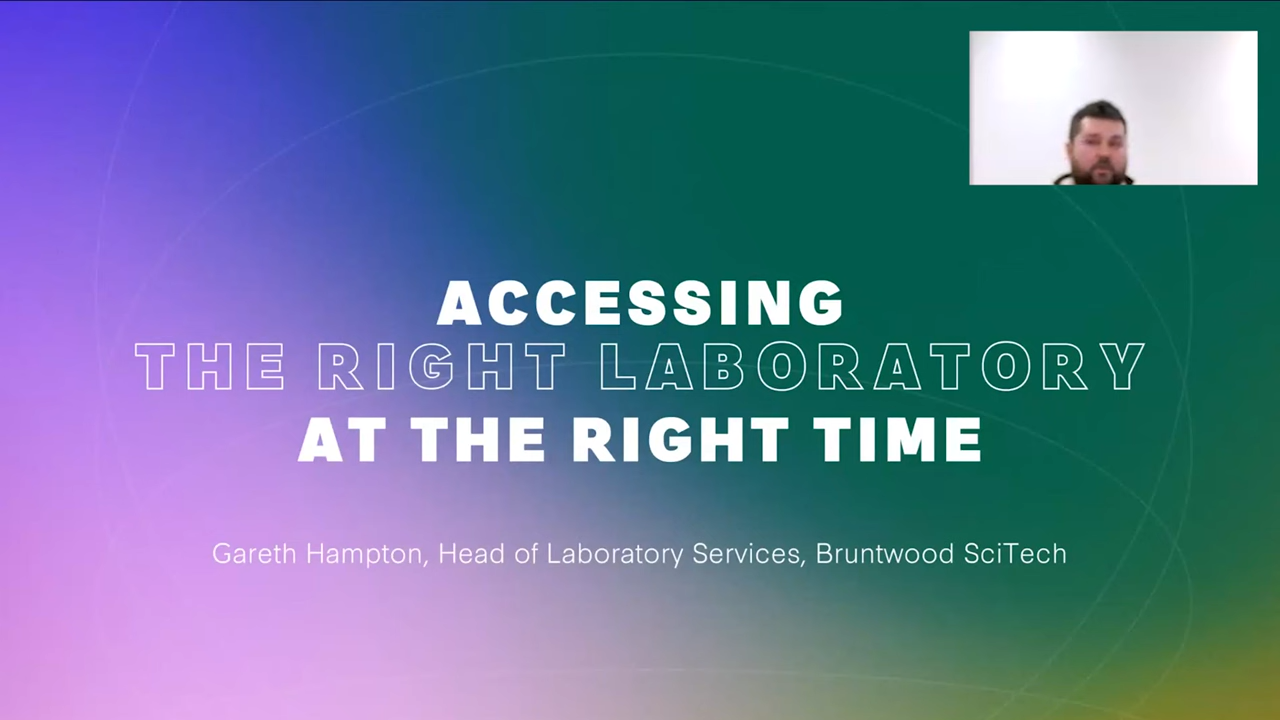 ACCESSING
THE RIGHT LABORATORY
AT THE RIGHT TIME
Gareth Hampton, Head of Laboratory Services, Bruntwood SciTech